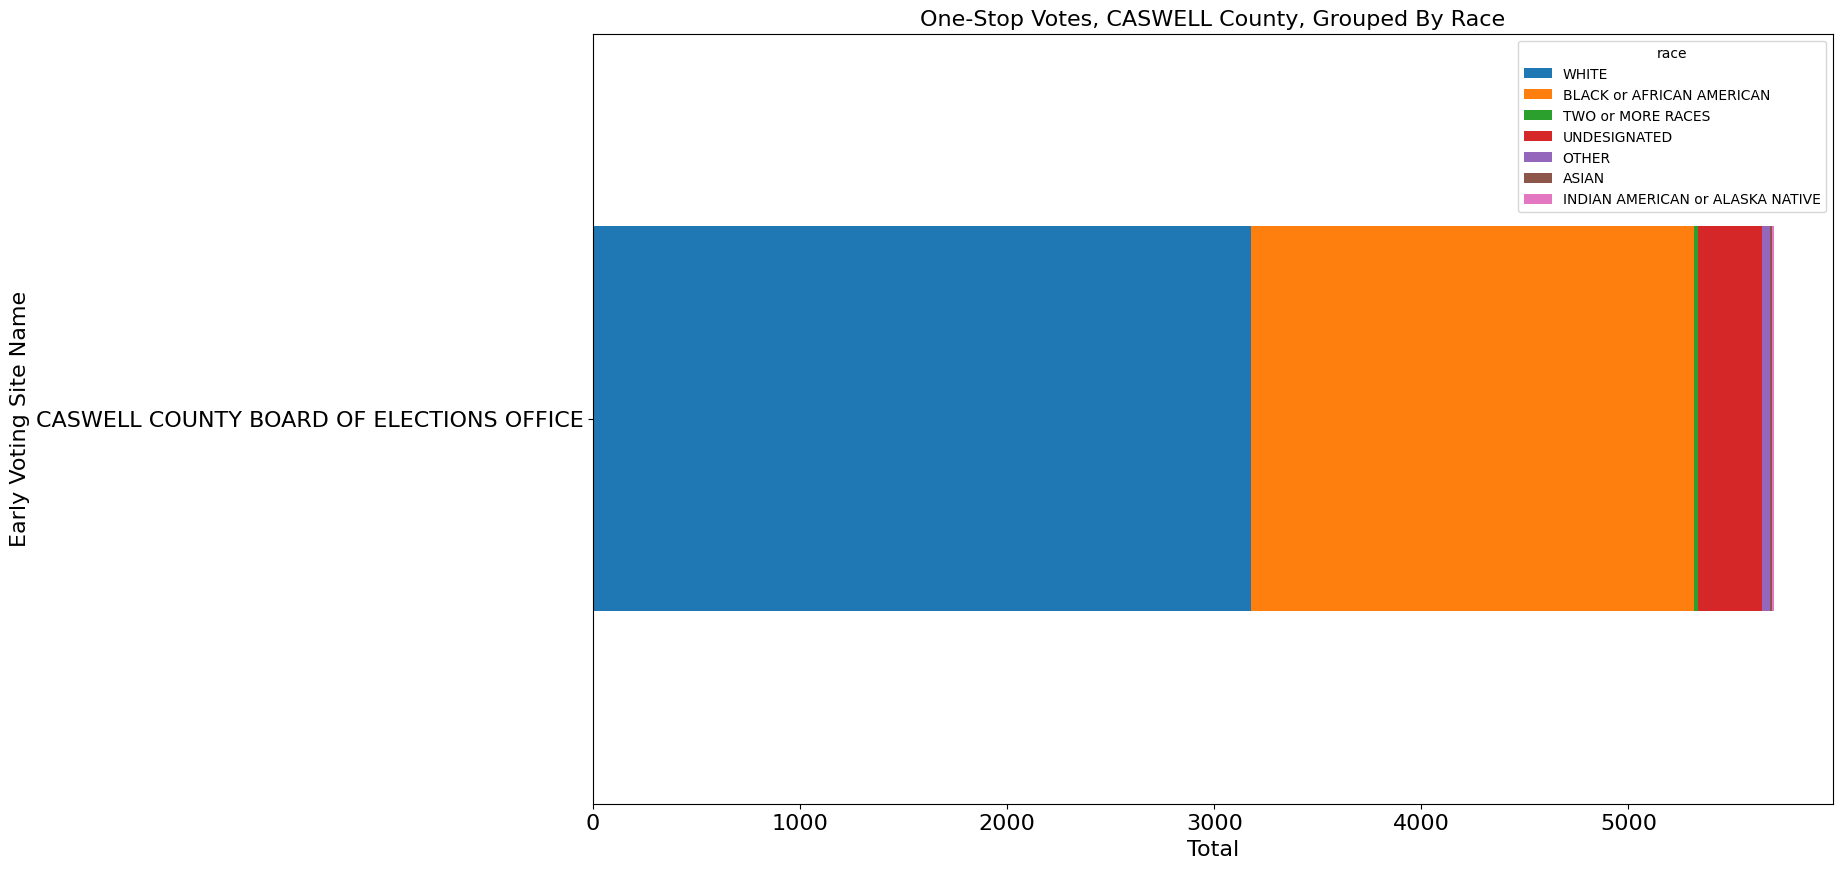 One-Stop Votes, CASWELL County, Grouped By Race
race
WHITE
BLACK or AFRICAN AMERICAN
TWO or MORE RACES
UNDESIGNATED
OTHER
ASIAN
INDIAN AMERICAN or ALASKA NATIVE
Early Voting Site Name
CASWELL COUNTY BOARD OF ELECTIONS OFFICE
0 1000 2000 3000 4000 5000
Total